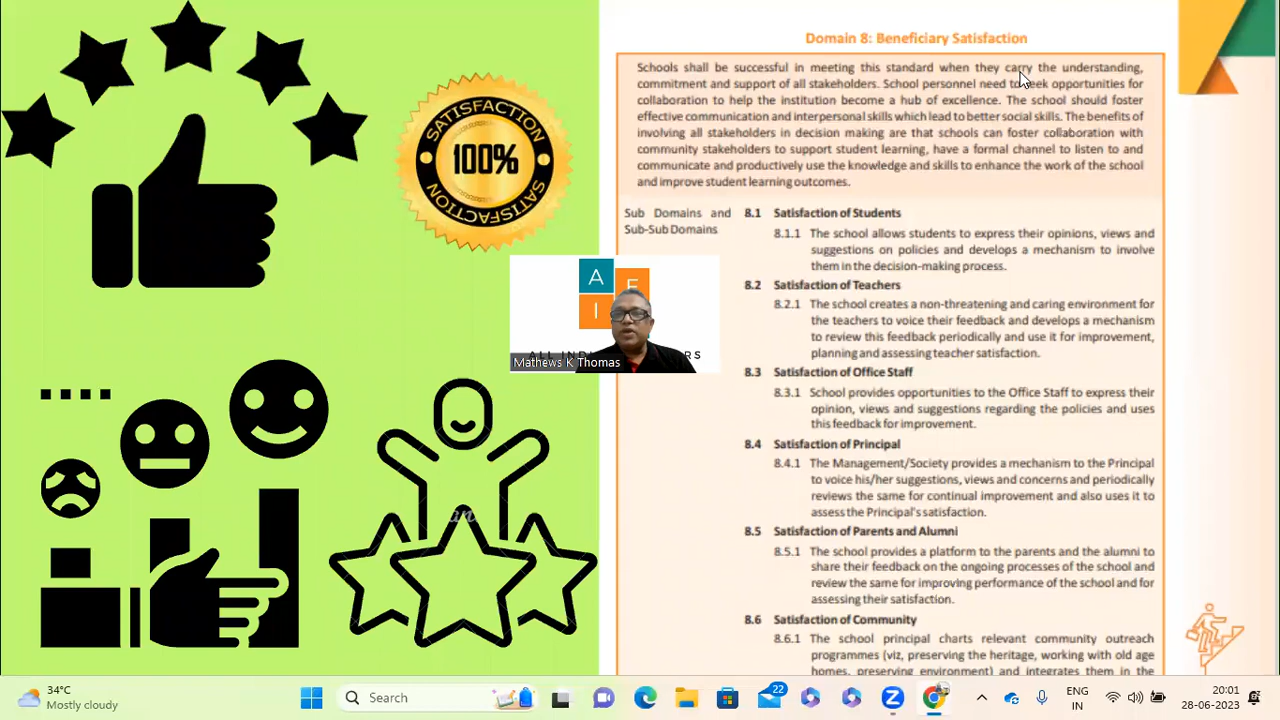 Domain 8: Beneficiary Satisfaction
Schools shall be successful in meeting this standard when they carry the understanding,
commitment and support of all stakeholders. School personnel need to seek opportunities for
collaboration to help the institution become a hub of excellence. The school should foster
effective communication and interpersonal skills which lead to better social skills. The benefits of
involving all stakeholders in decision making are that schools can foster collaboration with
community stakeholders to support student learning, have a formal channel to listen to and
communicate and productively use the knowledge and skills to enhance the work of the school
and improve student learning outcomes.
Sub Domains and
Sub-Sub Domains
8.1 Satisfaction of Students
8.1.1 The school allows students to express their opinions, views and
suggestions on policies and develops a mechanism to involve
them in the decision-making process.
8.2 Satisfaction of Teachers
8.2.1 The school creates a non-threatening and caring environment for
the teachers to voice their feedback and develops a mechanism
to review this feedback periodically and use it for improvement,
planning and assessing teacher satisfaction.
8.3 Satisfaction of Office Staff
8.3.1 School provides opportunities to the Office Staff to express their
opinion, views and suggestions regarding the policies and uses
this feedback for improvement.
8.4 Satisfaction of Principal
8.4.1 The Management/Society provides a mechanism to the Principal
to voice his/her suggestions, views and concerns and periodically
reviews the same for continual improvement and also uses it to
assess the Principal's satisfaction.
8.5 Satisfaction of Parents and Alumni
8.5.1 The school provides a platform to the parents and the alumni to
share their feedback on the ongoing processes of the school and
review the same for improving performance of the school and for
assessing their satisfaction.
8.6 Satisfaction of Community
8.6.1 The school principal charts relevant community outreach
programmes (viz, preserving the heritage, working with old age
homes, preserving environment) and integrates them in the
SATISFACTION
100%
SATISFACTION
A
E
I
ALL
Mathews K Thomas
34°C
Mostly cloudy
Search
22
ENG
IN
20:01
28-06-2023